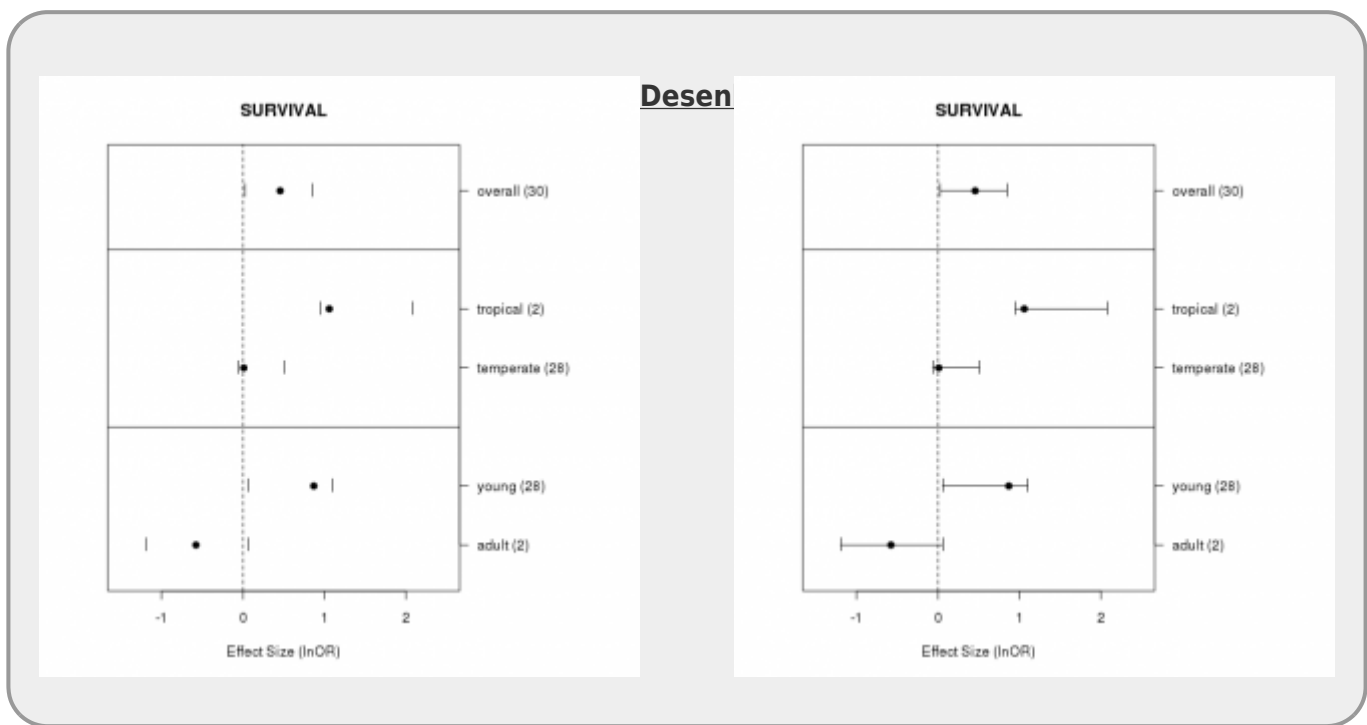 Desen
SURVIVAL
overall (30)
tropical (2)
temperate (28)
young (28)
adult (2)
-1 0 1 2
Effect Size (lnOR)
SURVIVAL
overall (30)
tropical (2)
temperate (28)
young (28)
adult (2)
-1 0 1 2
Effect Size (lnOR)